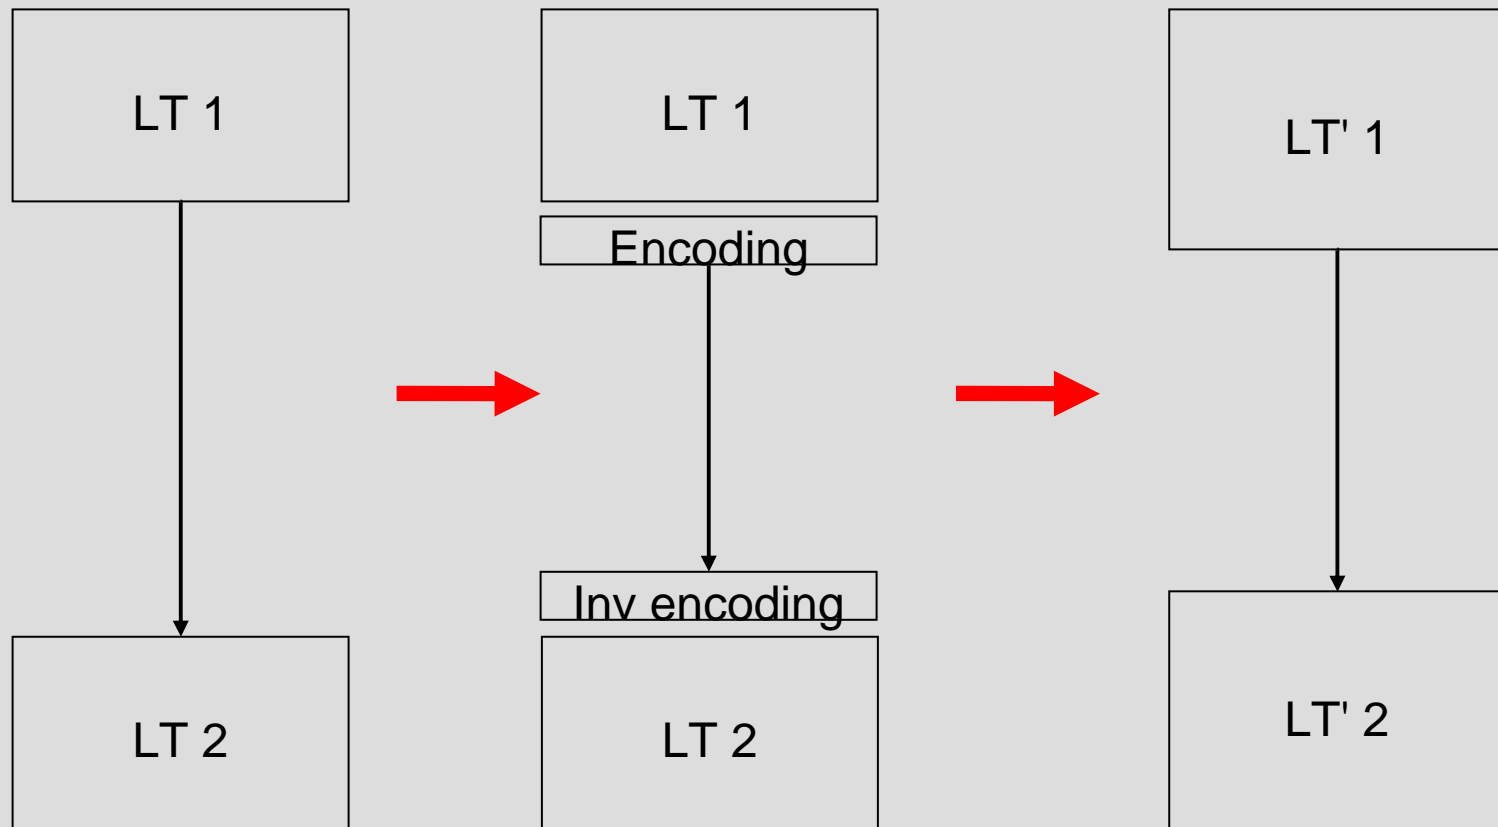 LT 1
LT 1
LT' 1
Encoding
Inv encoding
LT 2
LT 2
LT' 2